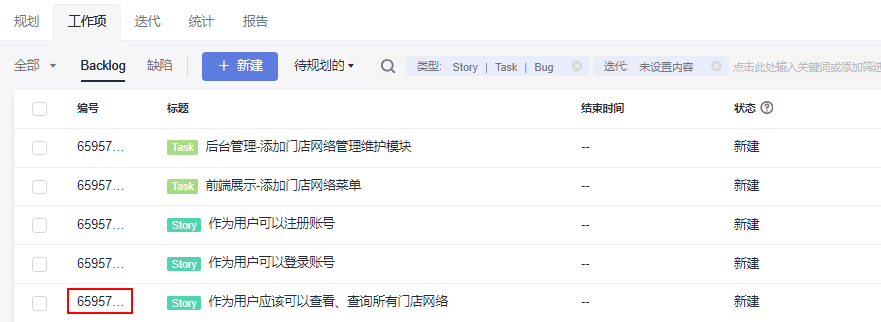 规划 工作项 迭代 统计 报告
全部 Backlog 缺陷 + 新建 待规划的 类型: Story | Task | Bug 迭代: 未设置内容 点击此处输入关键词或添加筛选
编号 标题 结束时间 状态
65957... Task 后台管理-添加门店网络管理维护模块 -- 新建
65957... Task 前端展示-添加门店网络菜单 -- 新建
65957... Story 作为用户可以注册账号 -- 新建
65957... Story 作为用户可以登录账号 -- 新建
65957... Story 作为用户应该可以查看、查询所有门店网络 -- 新建